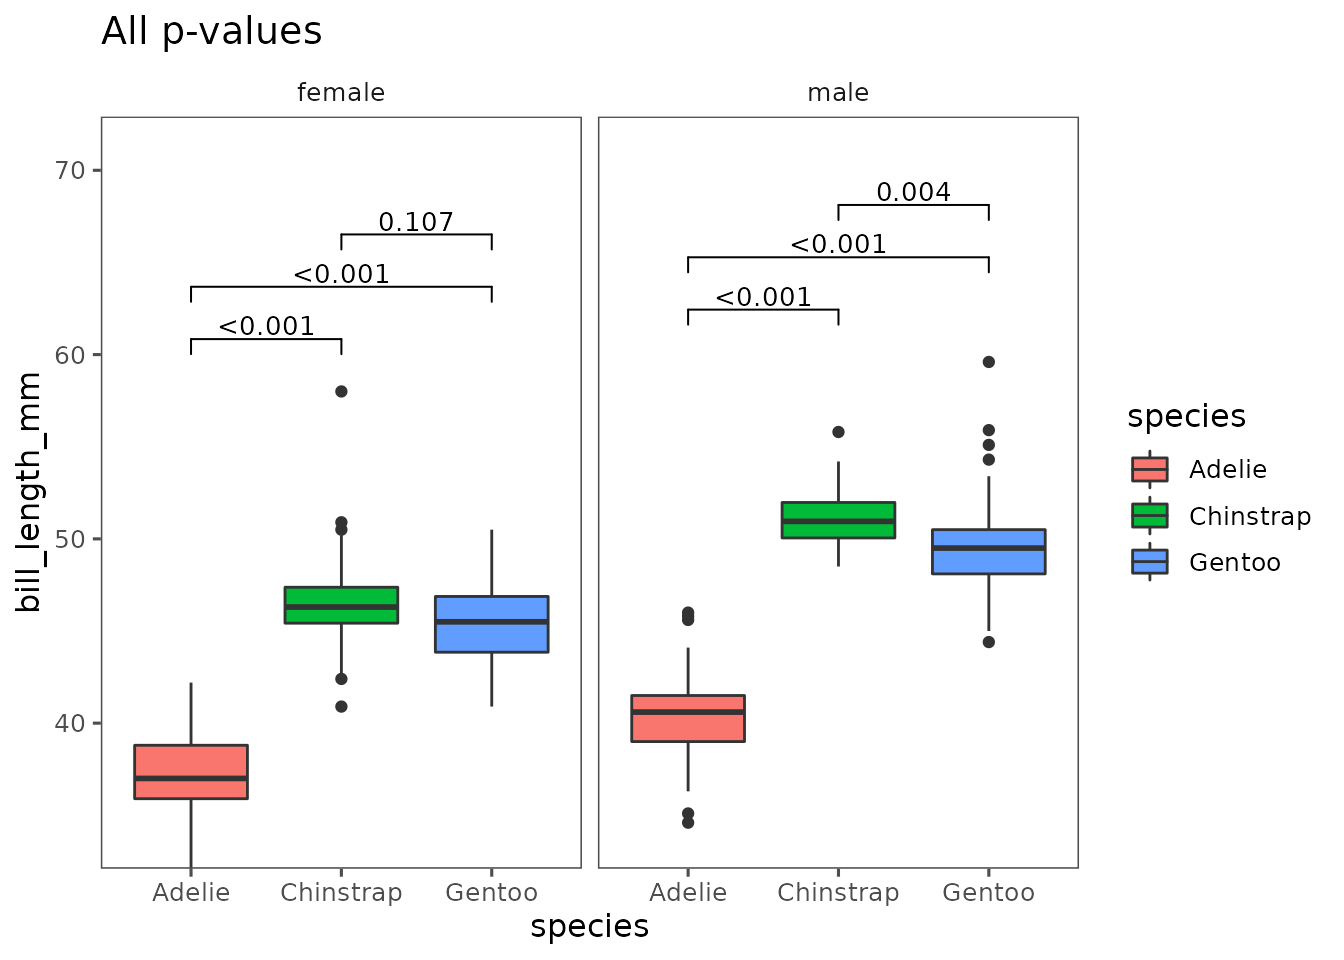 All p-values
female
male
70
60
50
40
bill_length_mm
0.107
<0.001
<0.001
0.004
<0.001
<0.001
Adelie
Chinstrap
Gentoo
Adelie
Chinstrap
Gentoo
species
species
Adelie
Chinstrap
Gentoo